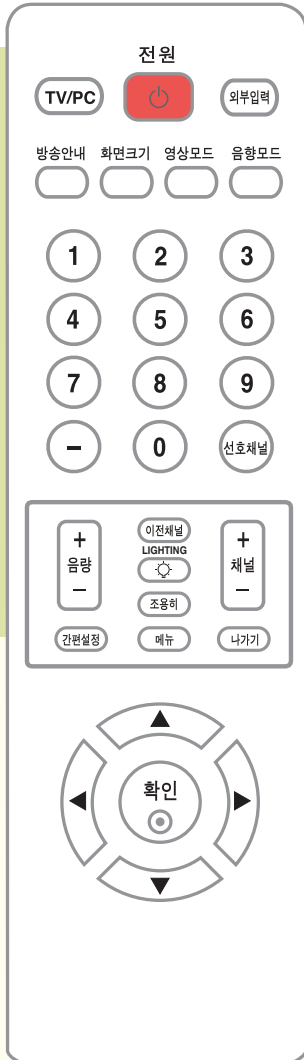 전원
TV/PC 외부입력
방송안내 화면크기 영상모드 음향모드
1 2 3
4 5 6
7 8 9
– 0 선호채널
+ 이전채널 +
LIGHTING
음량 채널
– 조용히 –
간편설정 메뉴 나가기
확인